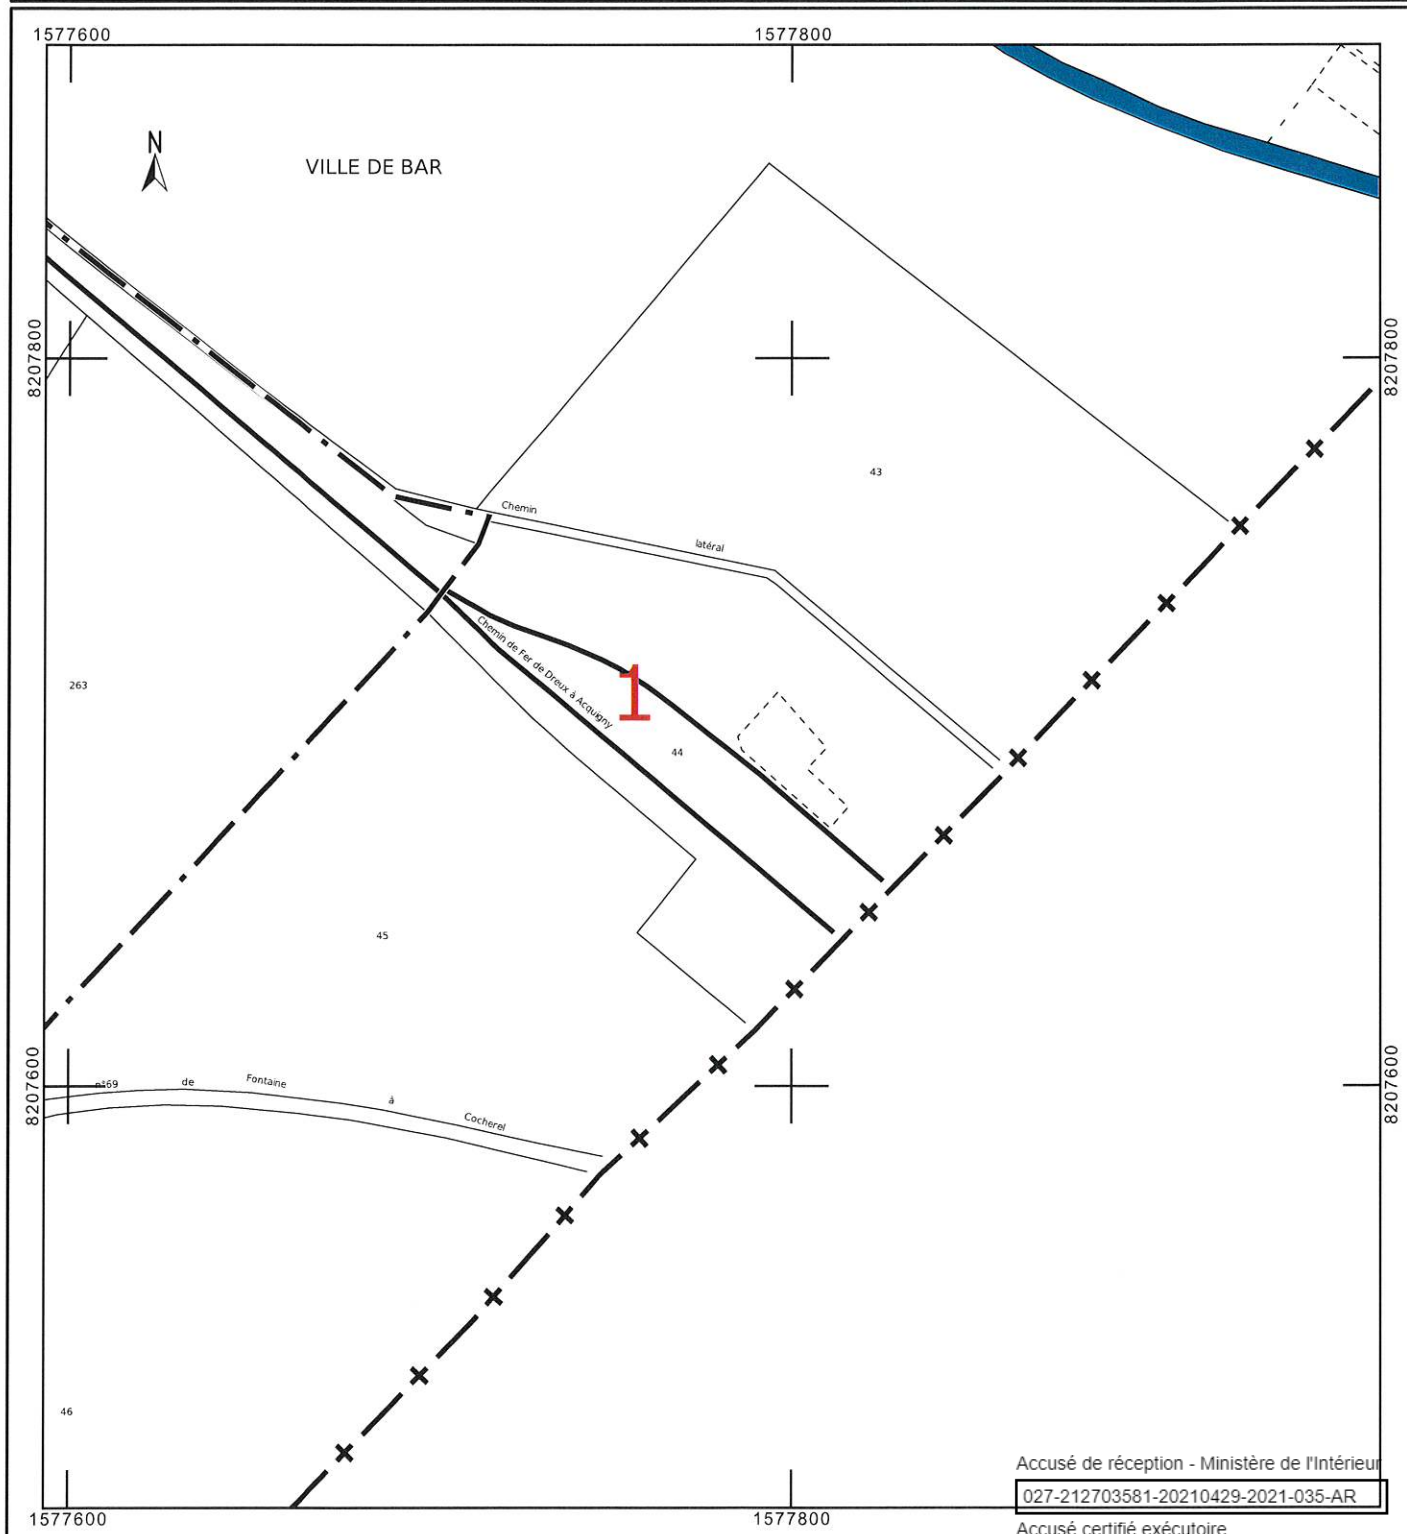 1577600
1577800
N
VILLE DE BAR
8207800
8207800
43
Chemin
latéral
Chemin de Fer de Dreux à Acquigny
1
263
44
45
8207600
8207600
n°69 de Fontaine à Cocherel
46
Accusé de réception - Ministère de l'Intérieur
027-212703581-20210429-2021-035-AR
1577600
1577800
Accusé certifié exécutoire